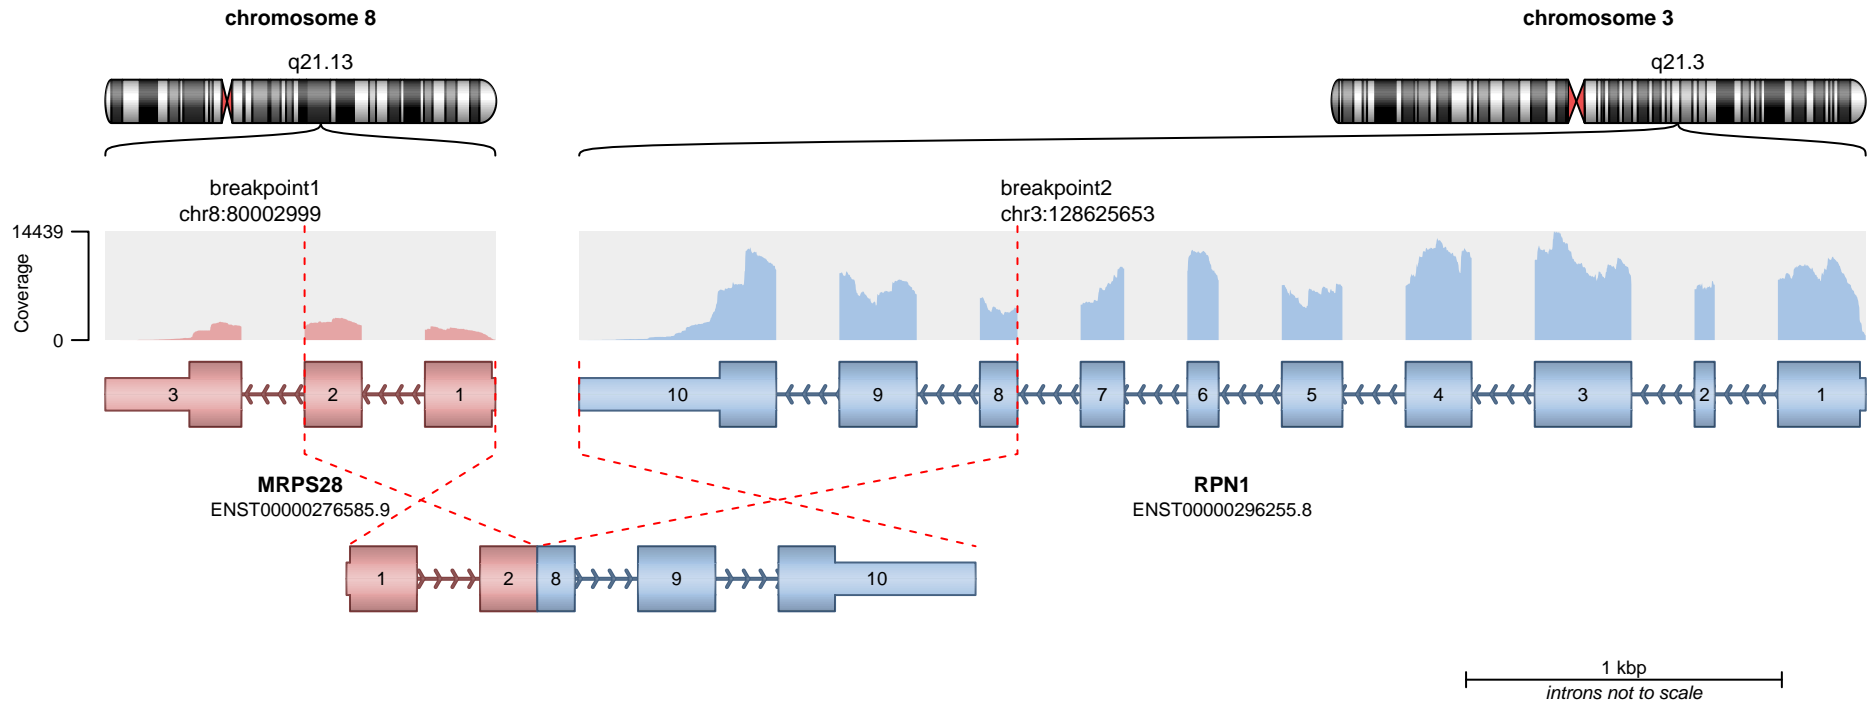 chromosome 8
chromosome 3
q21.13
q21.3
breakpoint1
chr8:80002999
breakpoint2
chr3:128625653
14439
Coverage
0
3 2 1
10 9 8 7 6 5 4 3 2 1
MRPS28
ENST00000276585.9
RPN1
ENST00000296255.8
1 2 8 9 10
1 kbp
introns not to scale